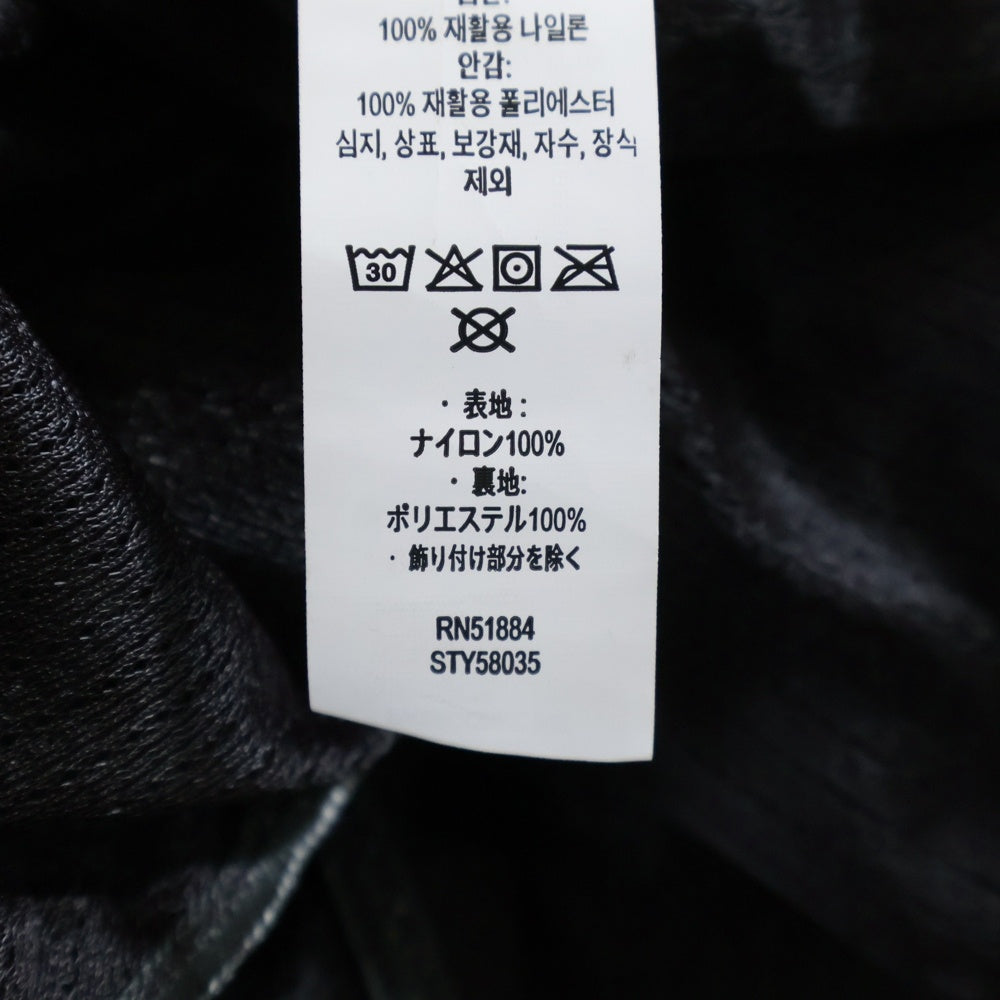 100% 재활용 나일론
안감:
100% 재활용 폴리에스터
심지, 상표, 보강재, 자수, 장식
제외
30
· 表地 :
ナイロン100%
· 裏地:
ポリエステル100%
· 飾り付け部分を除く
RN51884
STY58035